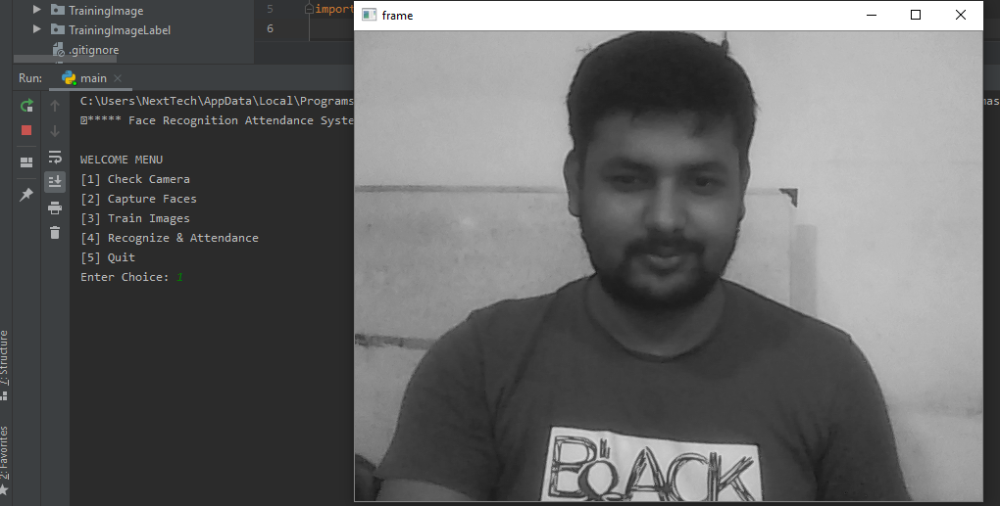 TrainingImage
TrainingImageLabel
.gitignore
5 import
6
frame
Run: main
C:\Users\NextTech\AppData\Local\Programs
***** Face Recognition Attendance Syste
WELCOME MENU
[1] Check Camera
[2] Capture Faces
[3] Train Images
[4] Recognize & Attendance
[5] Quit
Enter Choice: 1
7: Structure
2: Favorites
BLACK